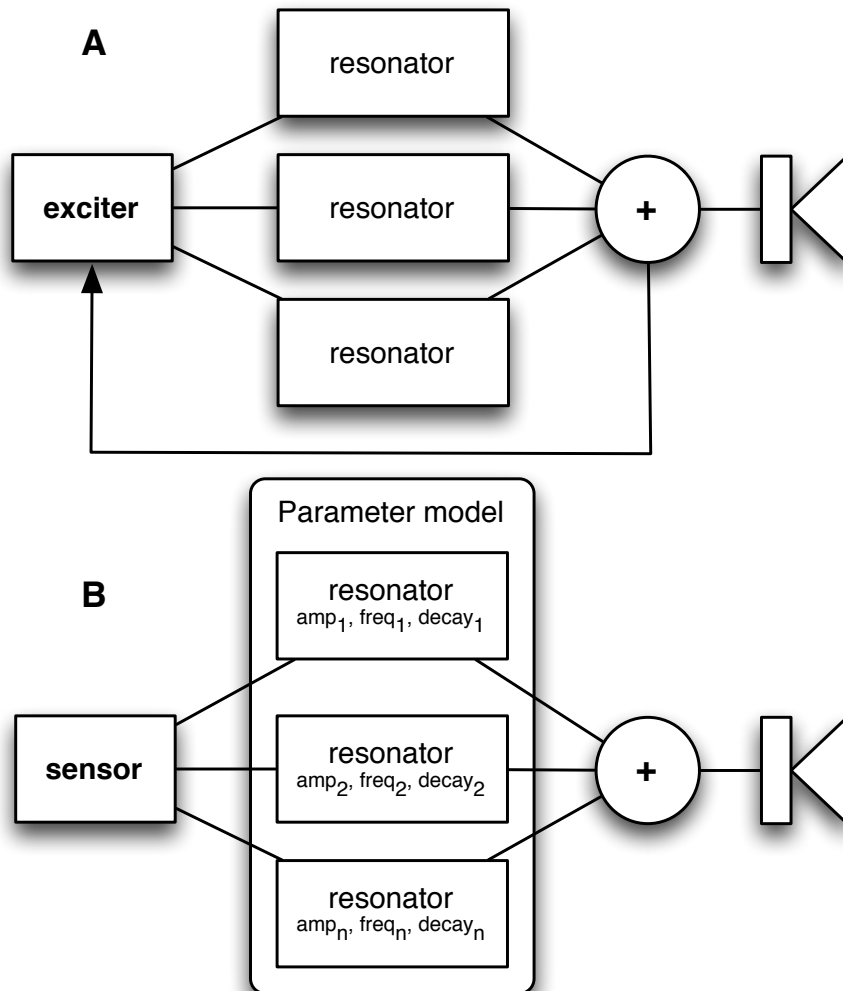 A
resonator
exciter
resonator
+
resonator
Parameter model
B
resonator
amp₁, freq₁, decay₁
sensor
resonator
amp₂, freq₂, decay₂
+
resonator
ampₙ, freqₙ, decayₙ